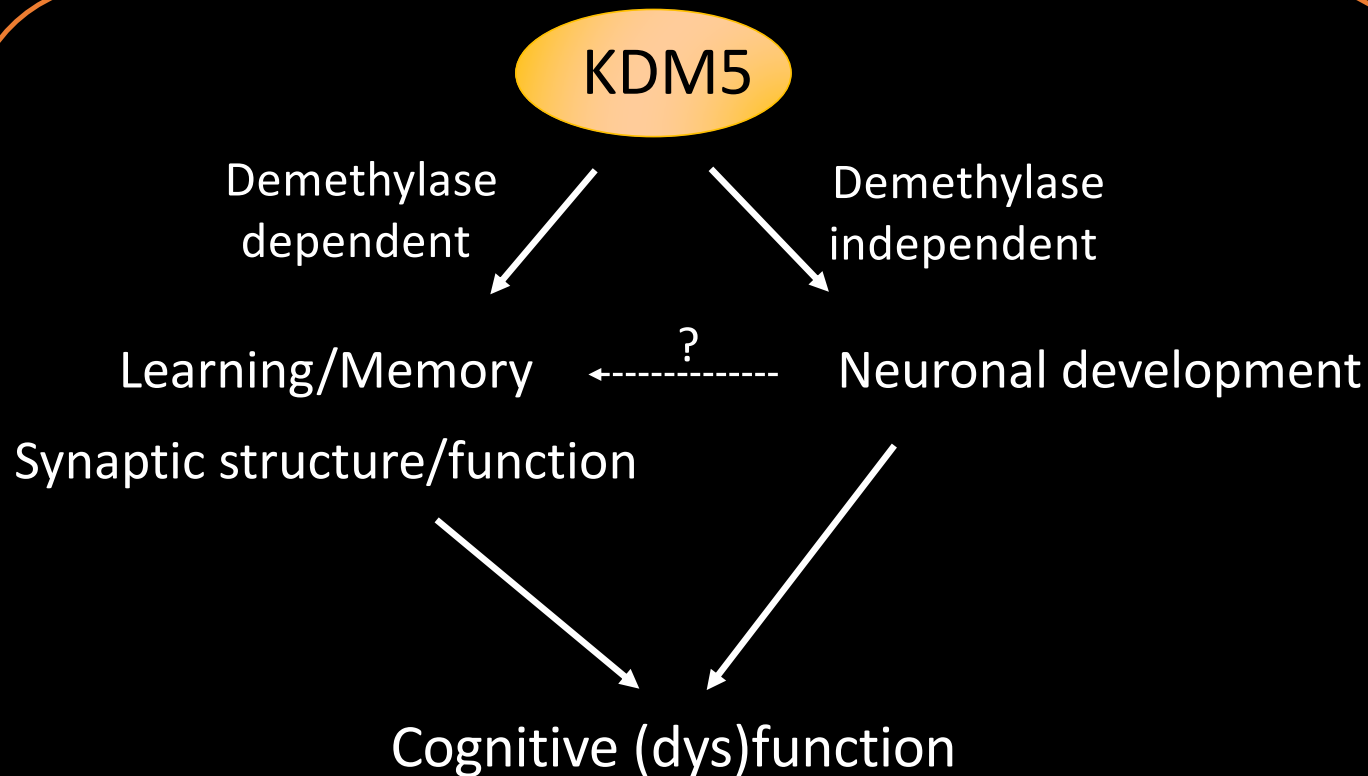 KDM5
Demethylase
dependent
Demethylase
independent
?
Learning/Memory
Neuronal development
Synaptic structure/function
Cognitive (dys)function